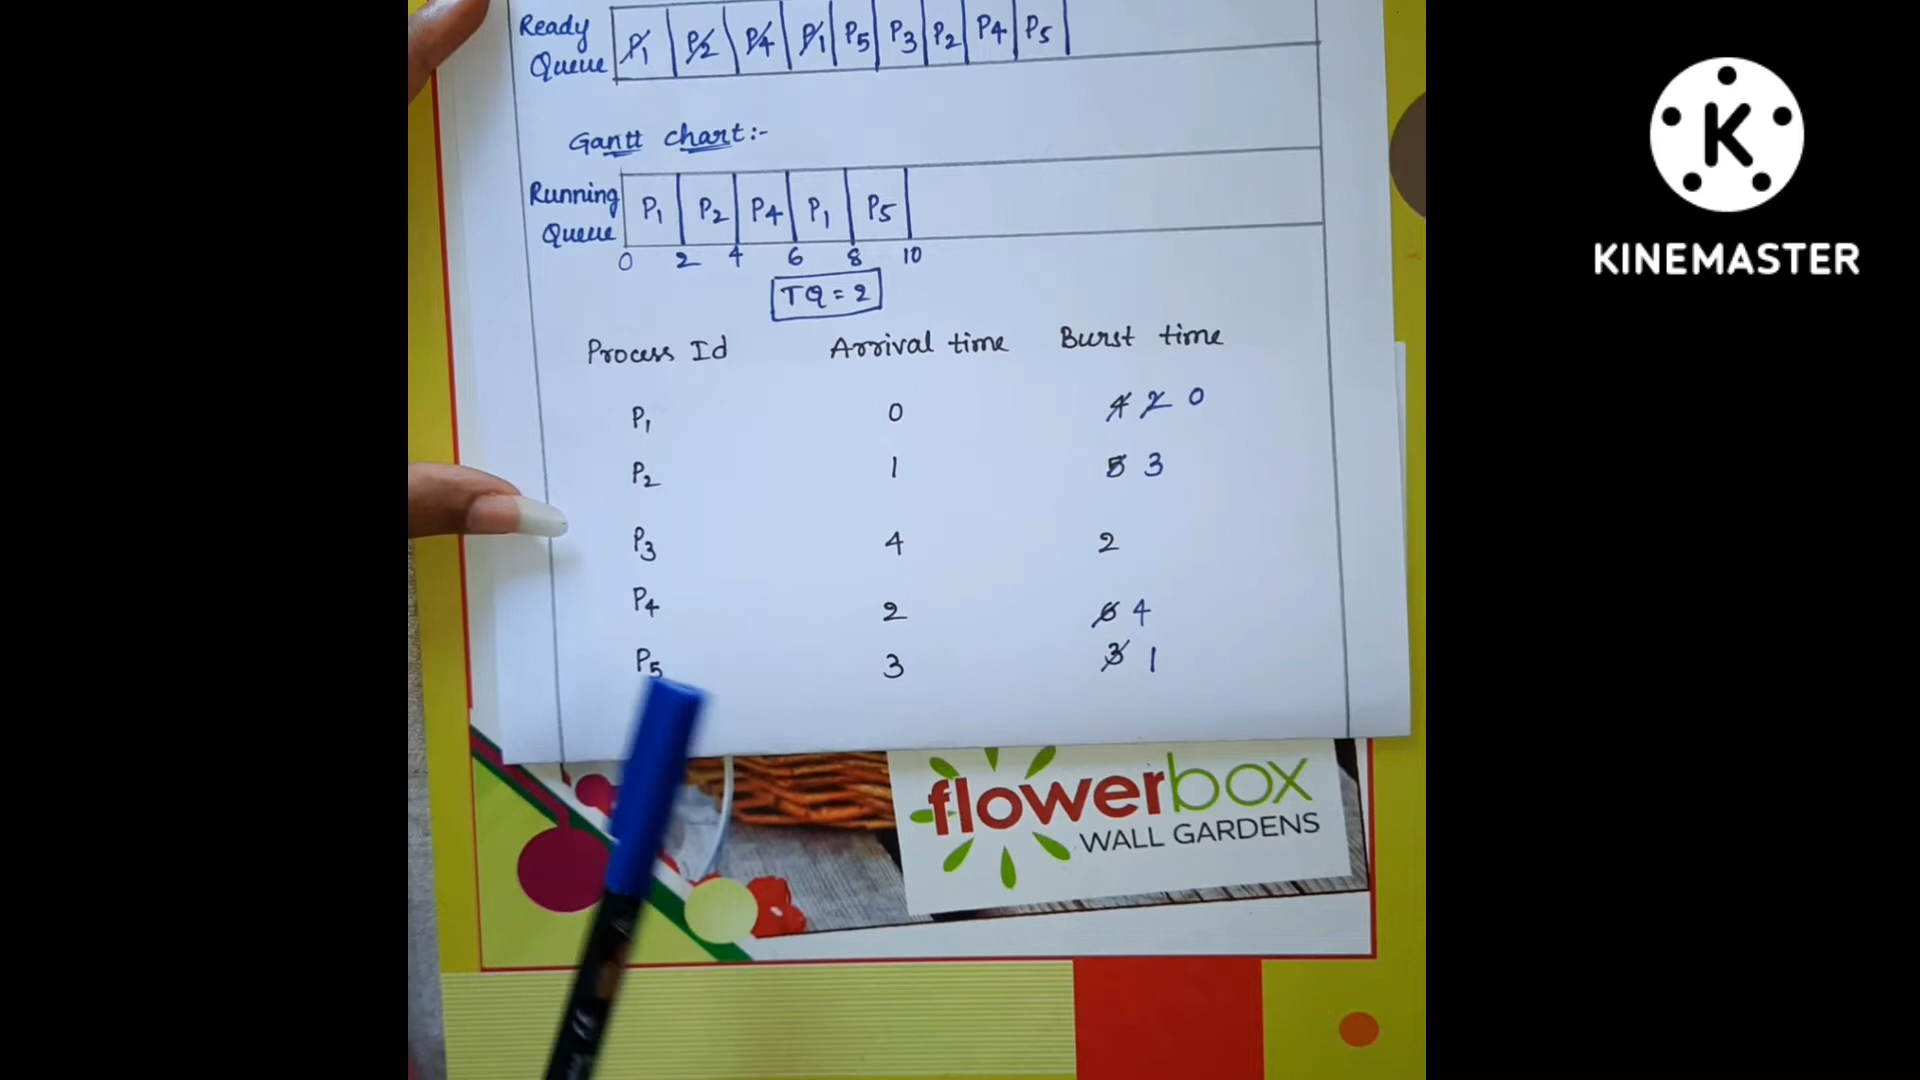 Ready Queue P1 P2 P4 P1 P5 P3 P2 P4 P5
Gantt chart:-
Running Queue P1 P2 P4 P1 P5
0 2 4 6 8 10
TQ = 2
Process Id Arrival time Burst time
P1 0 4 2 0
P2 1 5 3
P3 4 2
P4 2 6 4
P5 3 3 1
flowerbox
WALL GARDENS
K
KINEMASTER